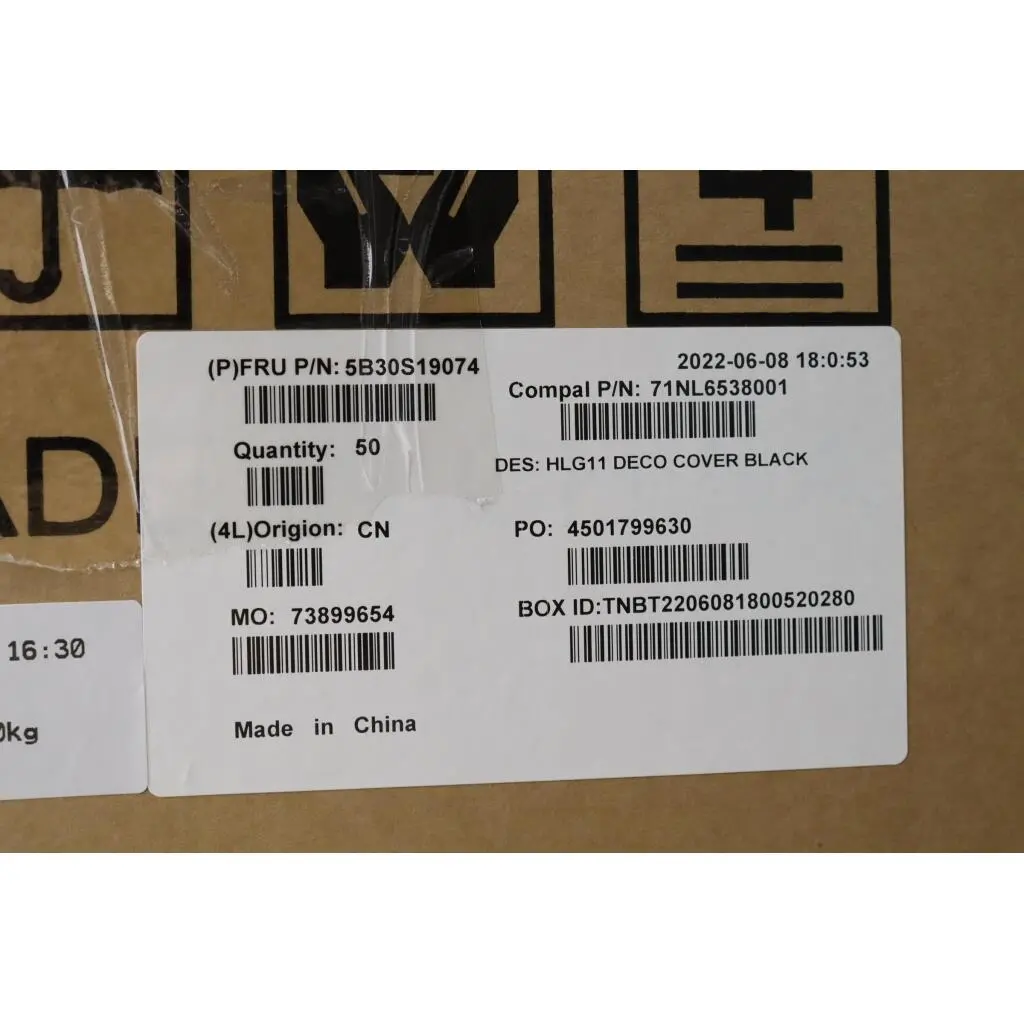 (P)FRU P/N: 5B30S19074
2022-06-08 18:0:53
Compal P/N: 71NL6538001
Quantity: 50
DES: HLG11 DECO COVER BLACK
(4L)Origion: CN
PO: 4501799630
MO: 73899654
BOX ID:TNBT2206081800520280
Made in China
16:30
0kg